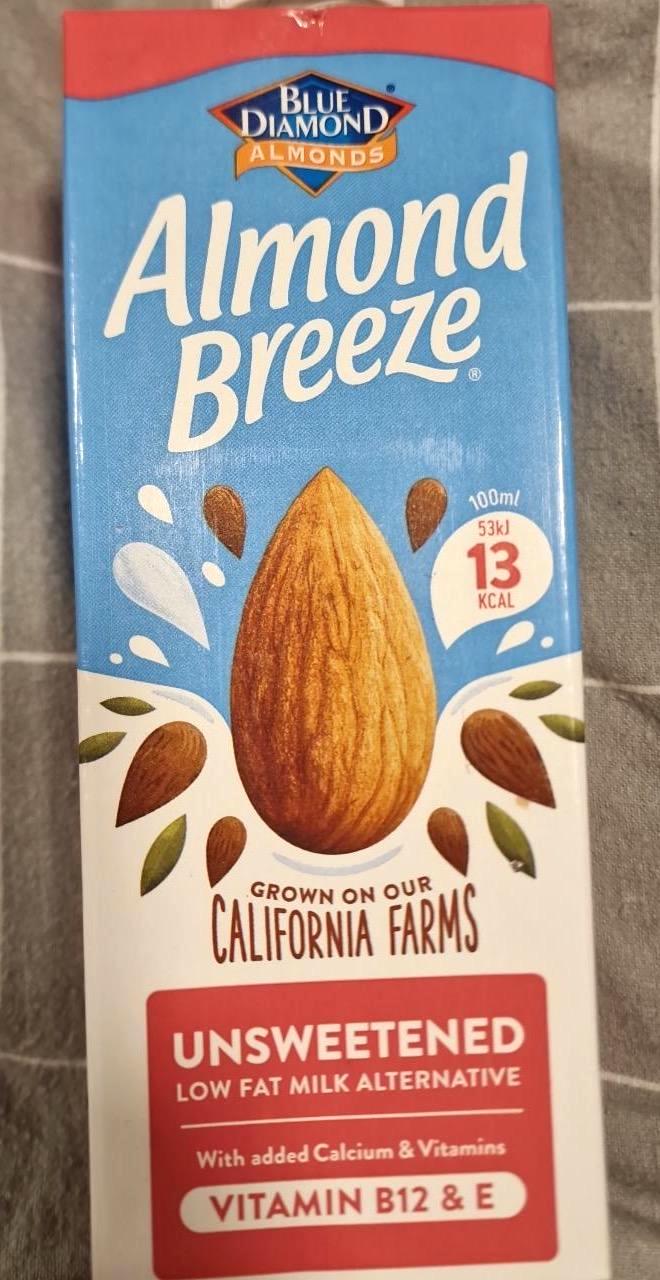 BLUE
DIAMOND®
ALMONDS
Almond
Breeze®
100ml
53kJ
13
KCAL
GROWN ON OUR
CALIFORNIA FARMS
UNSWEETENED
LOW FAT MILK ALTERNATIVE
With added Calcium & Vitamins
VITAMIN B12 & E